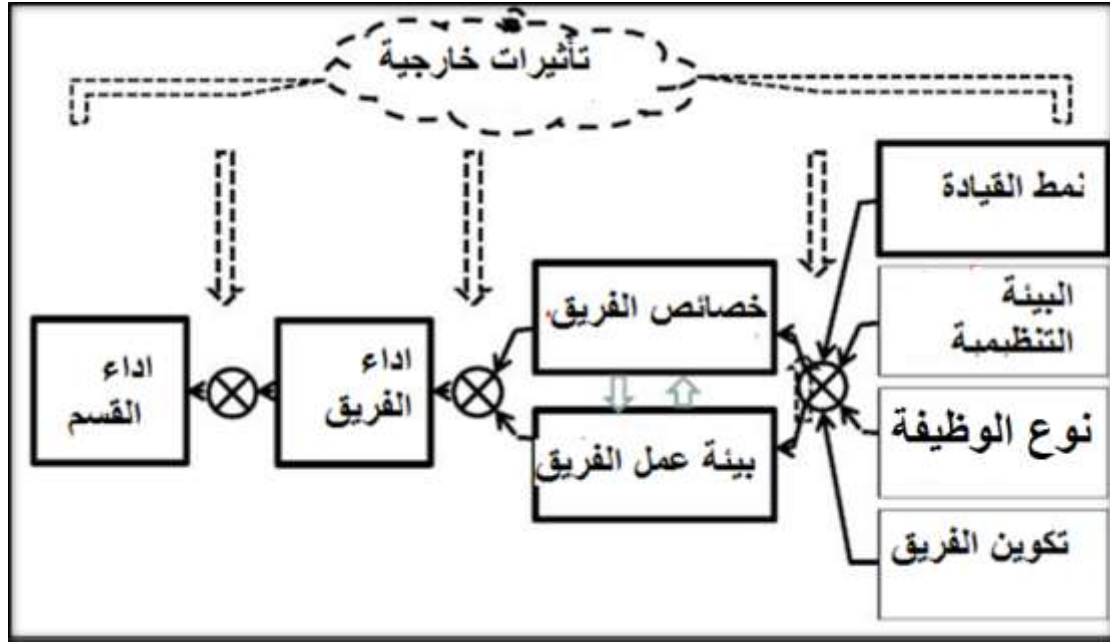 تأثيرات خارجية
نمط القيادة
البيئة
التنظيمية
نوع الوظيفة
تكوين الفريق
خصائص الفريق
بيئة عمل الفريق
اداء
الفريق
اداء
القسم